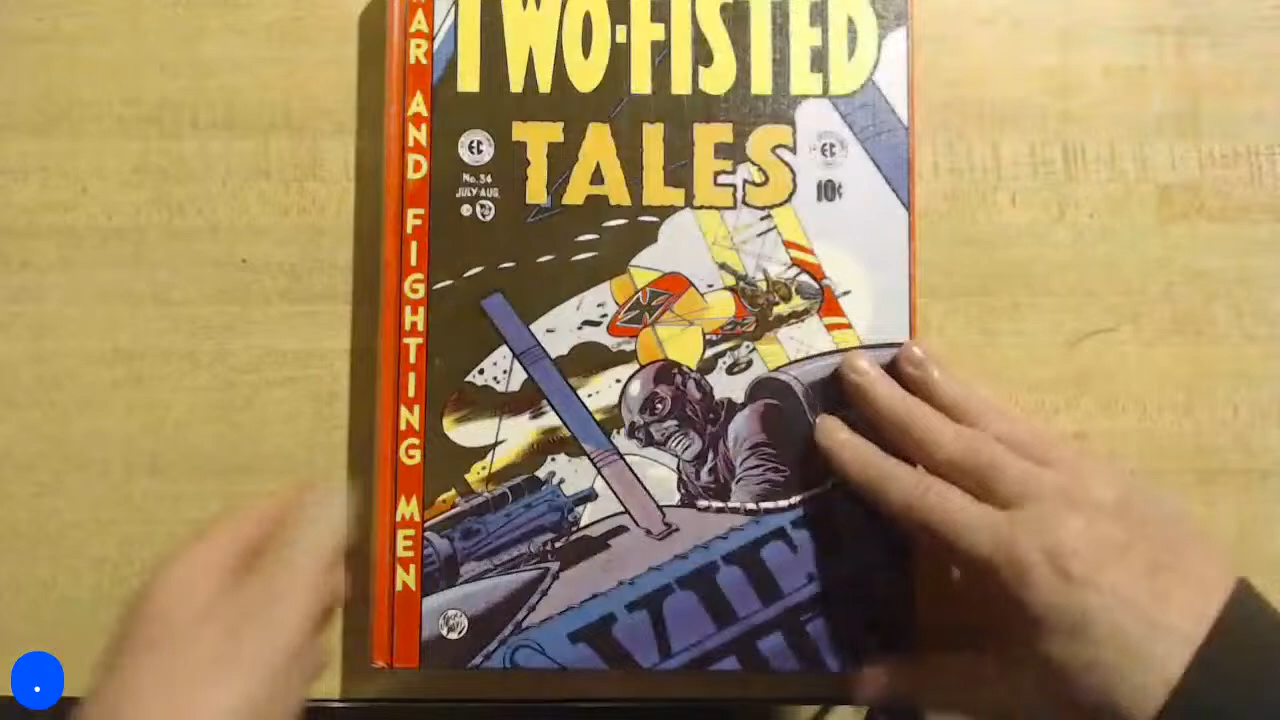 TWO-FISTED
TALES
EC
EC
No. 34
JULY-AUG.
10¢
AR AND FIGHTING MEN